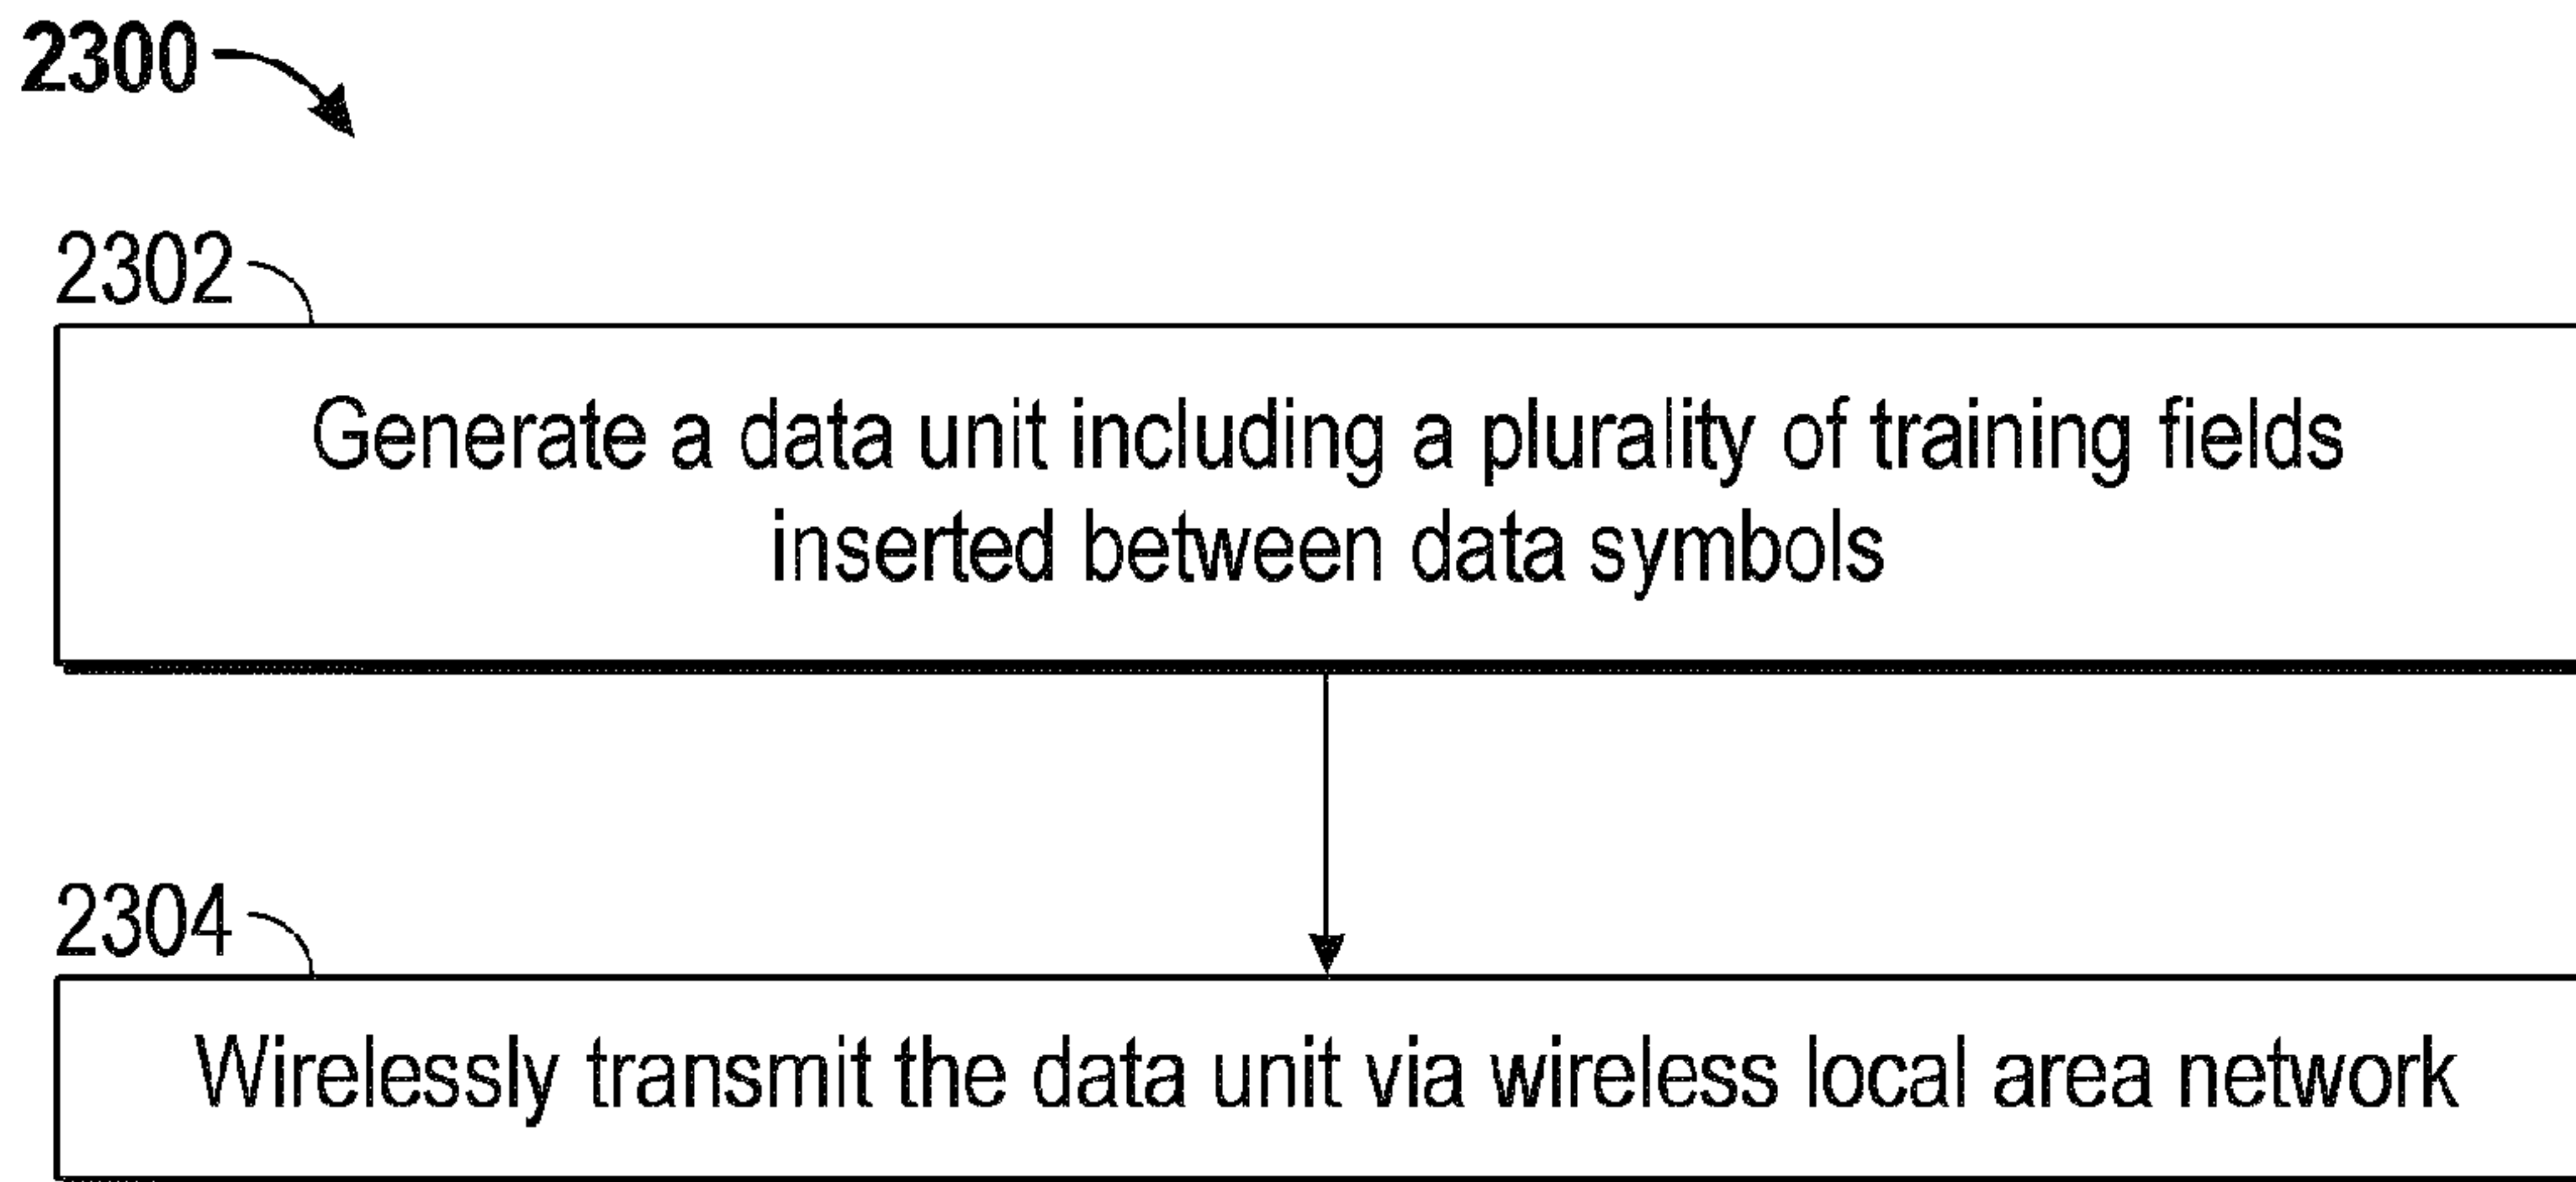 2300
2302
Generate a data unit including a plurality of training fields
inserted between data symbols
2304
Wirelessly transmit the data unit via wireless local area network